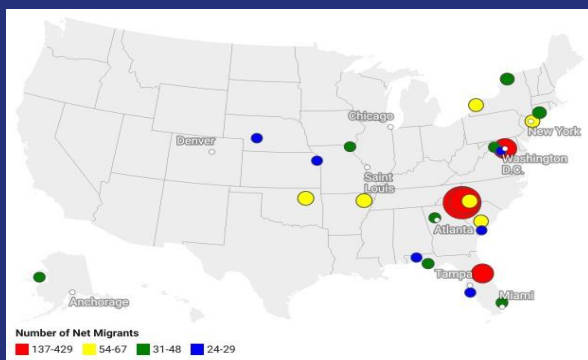 Chicago
New York
Denver
Washington
D.C.
Saint
Louis
Atlanta
Tampa
Miami
Anchorage
Number of Net Migrants
137-429 54-67 31-48 24-29